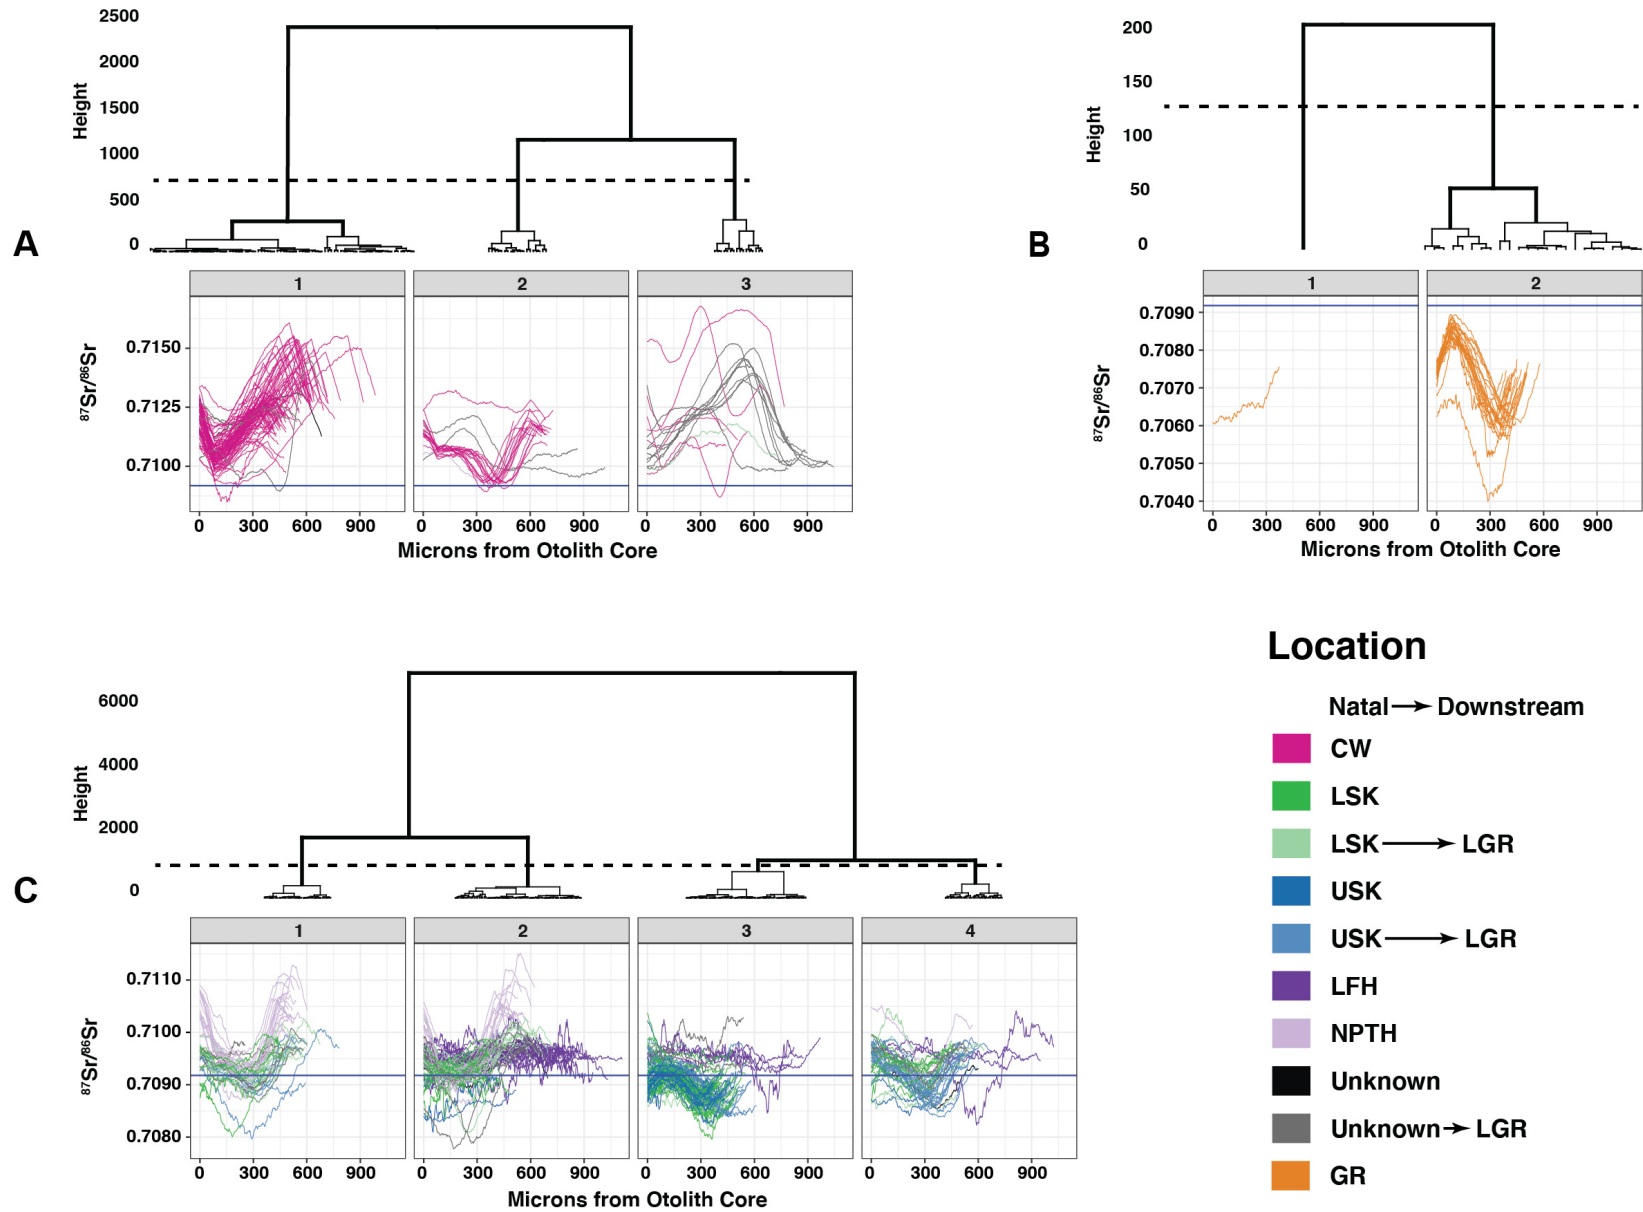 A
Height
2500
2000
1500
1000
500
0
1 2 3
⁸⁷Sr/⁸⁶Sr
0.7150
0.7125
0.7100
0 300 600 900 0 300 600 900 0 300 600 900
Microns from Otolith Core
B
Height
200
150
100
50
0
1 2
⁸⁷Sr/⁸⁶Sr
0.7090
0.7080
0.7070
0.7060
0.7050
0.7040
0 300 600 900 0 300 600 900
Microns from Otolith Core
C
Height
6000
4000
2000
0
1 2 3 4
⁸⁷Sr/⁸⁶Sr
0.7110
0.7100
0.7090
0.7080
0 300 600 900 0 300 600 900 0 300 600 900 0 300 600 900
Microns from Otolith Core
Location
Natal → Downstream
CW
LSK
LSK → LGR
USK
USK → LGR
LFH
NPTH
Unknown
Unknown → LGR
GR